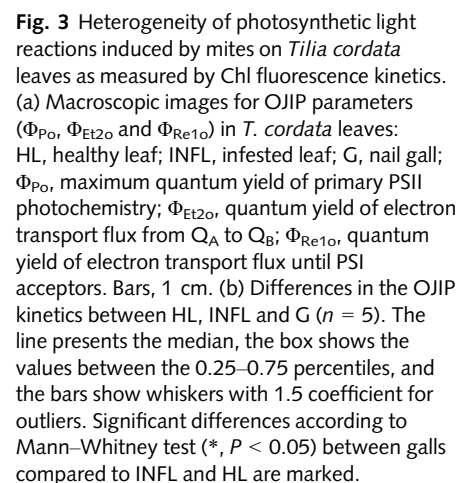 Fig. 3 Heterogeneity of photosynthetic light
reactions induced by mites on Tilia cordata
leaves as measured by Chl fluorescence kinetics.
(a) Macroscopic images for OJIP parameters
(ΦPo, ΦEt2o and ΦRe1o) in T. cordata leaves:
HL, healthy leaf; INFL, infested leaf; G, nail gall;
ΦPo, maximum quantum yield of primary PSII
photochemistry; ΦEt2o, quantum yield of electron
transport flux from QA to QB; ΦRe1o, quantum
yield of electron transport flux until PSI
acceptors. Bars, 1 cm. (b) Differences in the OJIP
kinetics between HL, INFL and G (n = 5). The
line presents the median, the box shows the
values between the 0.25–0.75 percentiles, and
the bars show whiskers with 1.5 coefficient for
outliers. Significant differences according to
Mann–Whitney test (*, P < 0.05) between galls
compared to INFL and HL are marked.